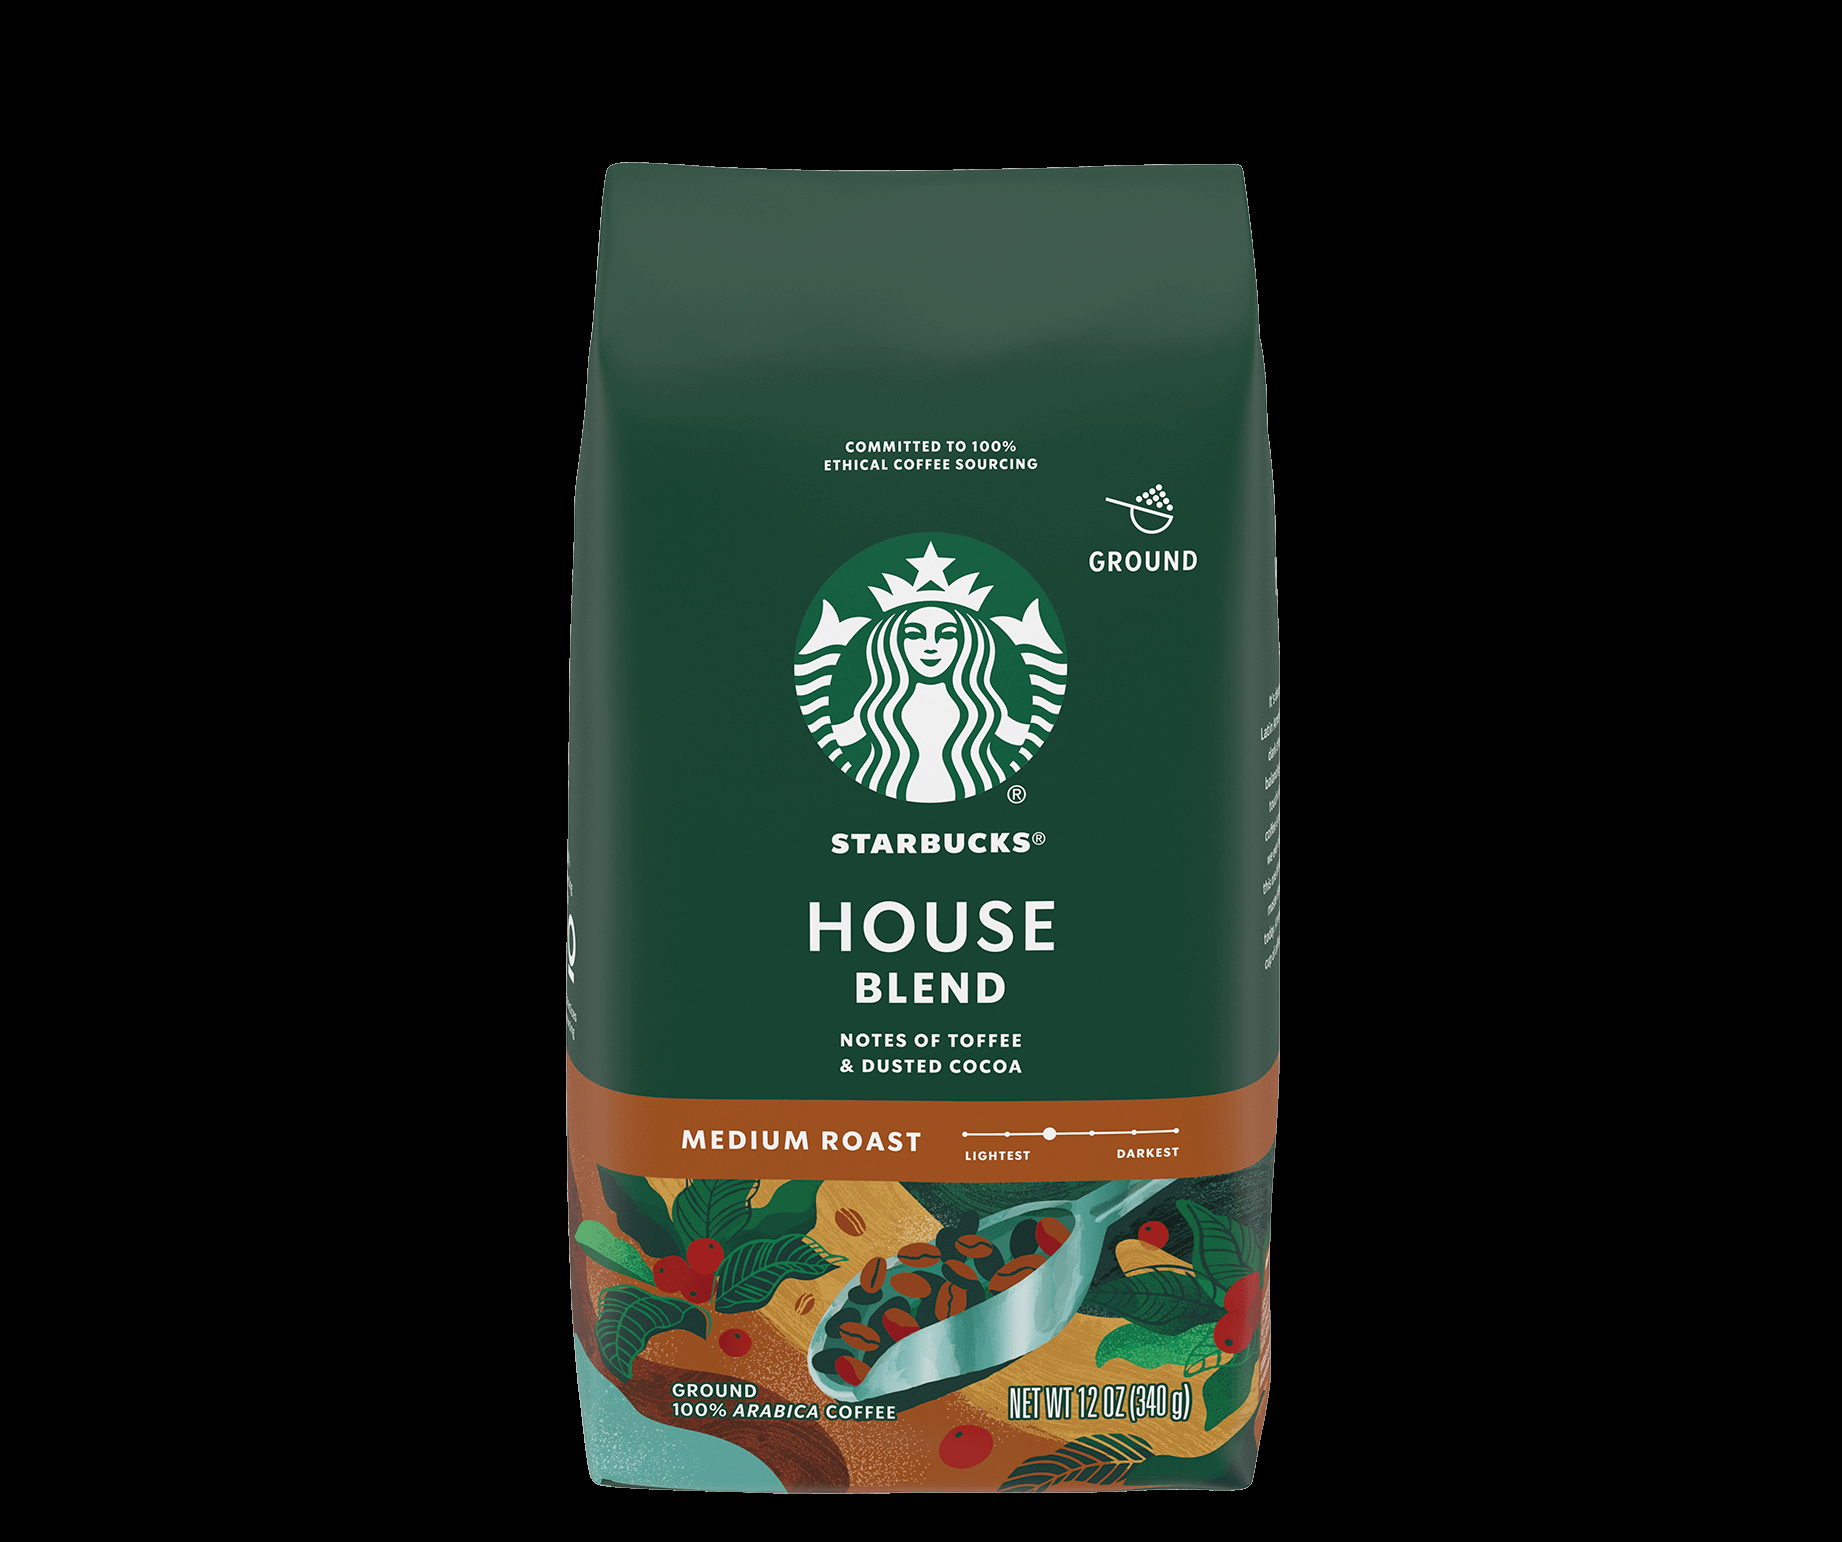 COMMITTED TO 100%
ETHICAL COFFEE SOURCING
GROUND
®
STARBUCKS®
HOUSE
BLEND
NOTES OF TOFFEE
& DUSTED COCOA
MEDIUM ROAST
LIGHTEST
DARKEST
GROUND
100% ARABICA COFFEE
NET WT 12 OZ (340 g)